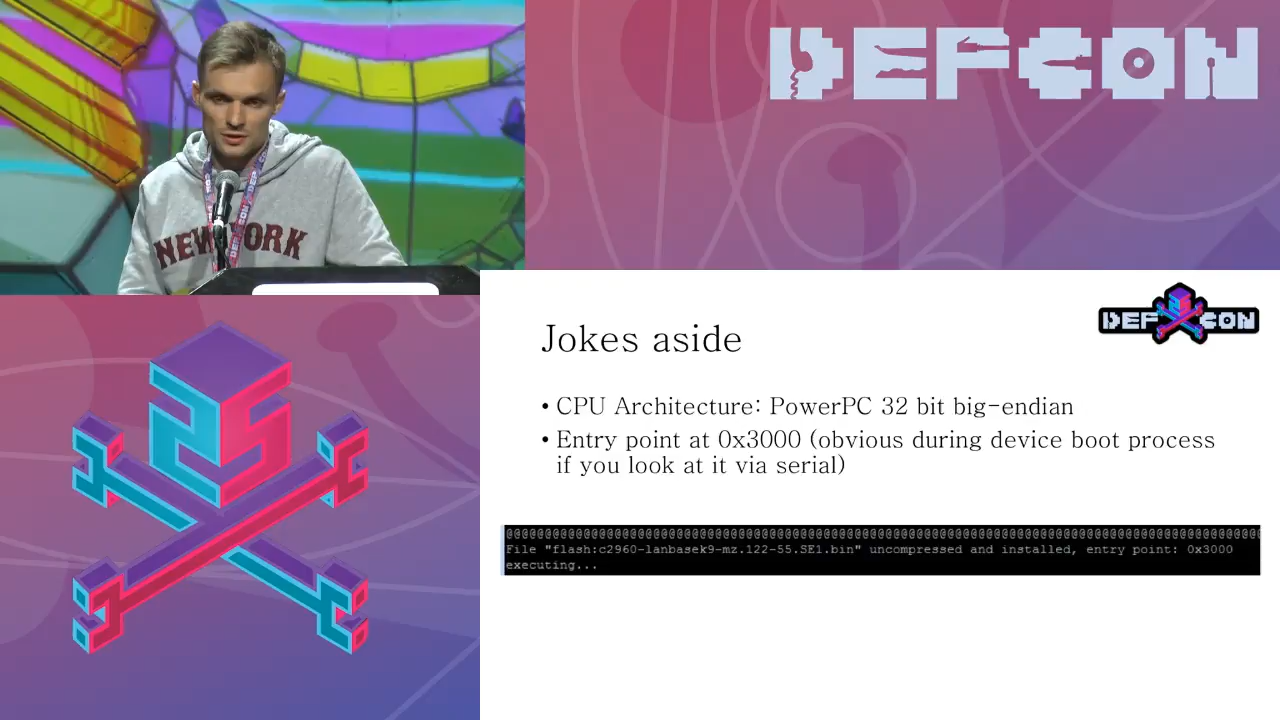 DEFCON
NEW YORK
DEF CON
DEF CON
Jokes aside
• CPU Architecture: PowerPC 32 bit big-endian
• Entry point at 0x3000 (obvious during device boot process
if you look at it via serial)
@@@@@@@@@@@@@@@@@@@@@@@@@@@@@@@@@@@@@@@@@@@@@@@@@@@@@@@@@@@@@@@@@@@@@@@@@@@@@@@@@@@@@@@@@@@@@@@@@@@@
File "flash:c2960-lanbasek9-mz.122-55.SE1.bin" uncompressed and installed, entry point: 0x3000
executing...